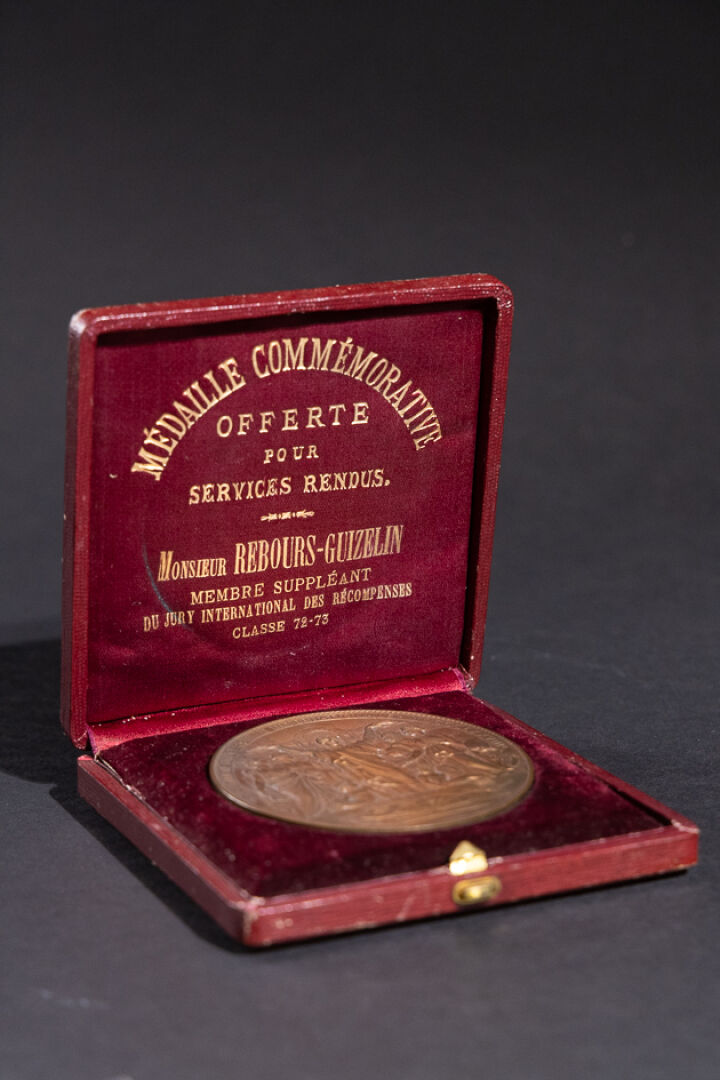 MÉDAILLE COMMÉMORATIVE
OFFERTE
POUR
SERVICES RENDUS.
MONSIEUR REBOURS-GUIZELIN
MEMBRE SUPPLÉANT
DU JURY INTERNATIONAL DES RÉCOMPENSES
CLASSE 72-73